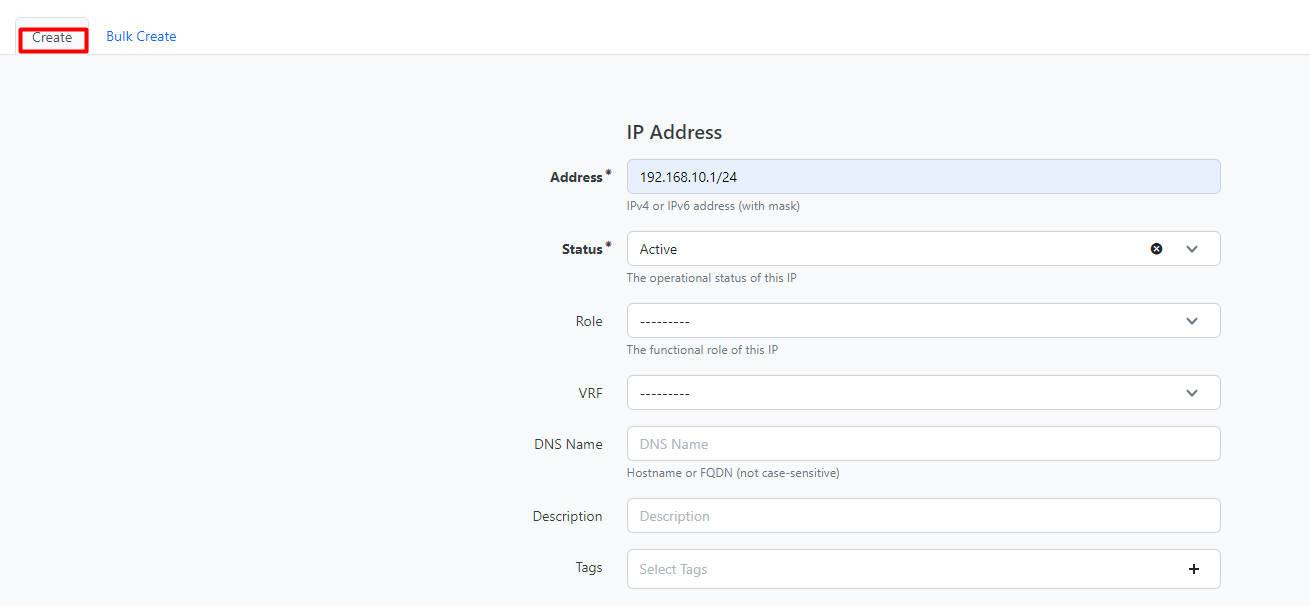 Create Bulk Create
IP Address
Address* 192.168.10.1/24
IPv4 or IPv6 address (with mask)
Status* Active
The operational status of this IP
Role ---------
The functional role of this IP
VRF ---------
DNS Name DNS Name
Hostname or FQDN (not case-sensitive)
Description Description
Tags Select Tags +